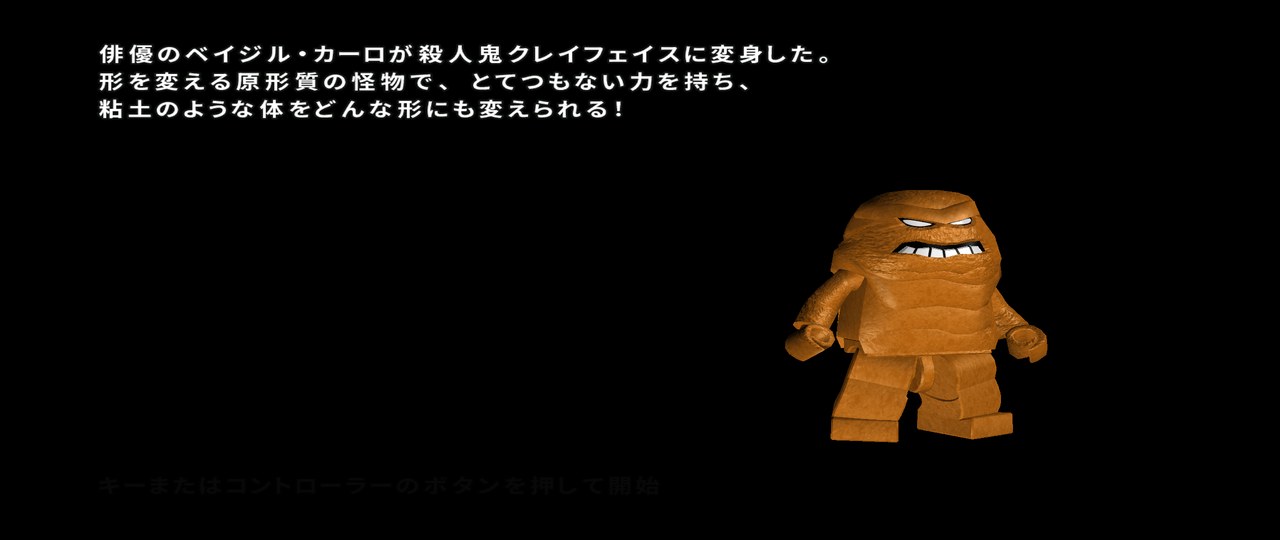 俳優のベイジル・カーロが殺人鬼クレイフェイスに変身した。
形を変える原形質の怪物で、とてつもない力を持ち、
粘土のような体をどんな形にも変えられる！
キーまたはコントローラーのボタンを押して開始